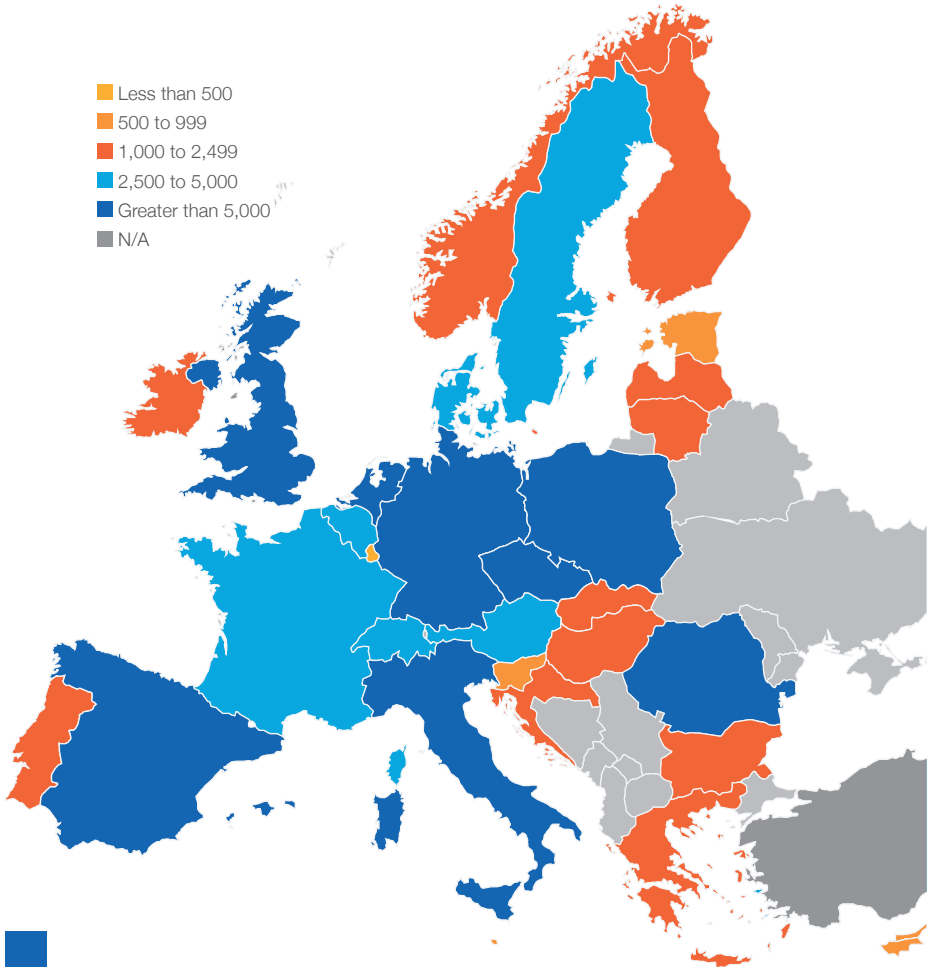 Less than 500
500 to 999
1,000 to 2,499
2,500 to 5,000
Greater than 5,000
N/A